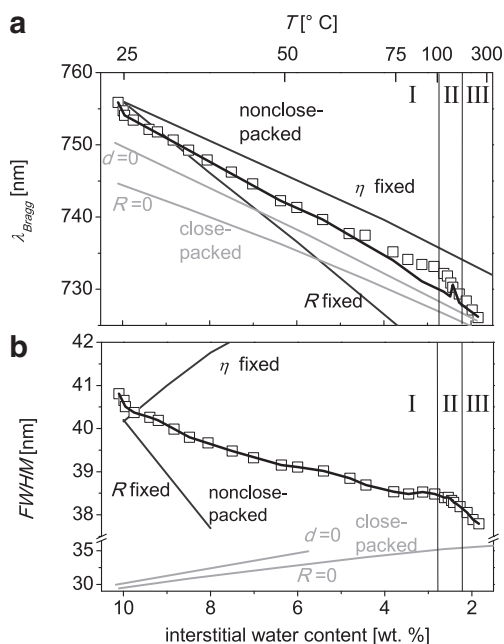 a
T [° C]
25 50 75 100 300
760
750
740
730
λBragg [nm]
I II III
nonclose-
packed
η fixed
d=0
R=0
close-
packed
R fixed
b
42
41
40
39
38
35
30
FWHM [nm]
I II III
η fixed
R fixed
nonclose-
packed
d=0
close-
packed
R=0
10 8 6 4 2
interstitial water content [wt. %]